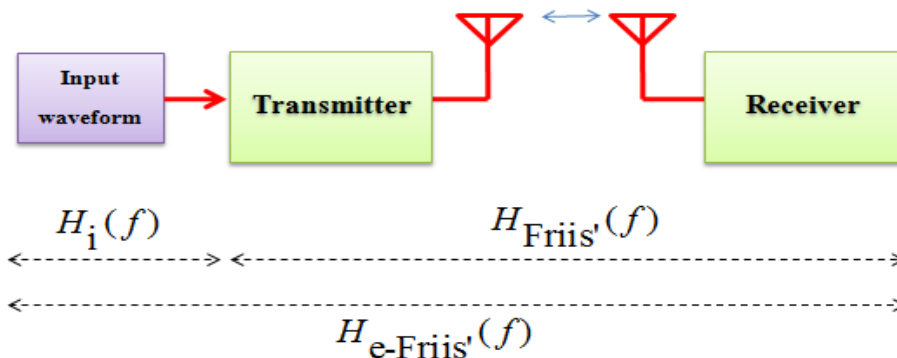 Input
waveform
Transmitter
Receiver
H_i(f)
H_Friis'(f)
H_e-Friis'(f)